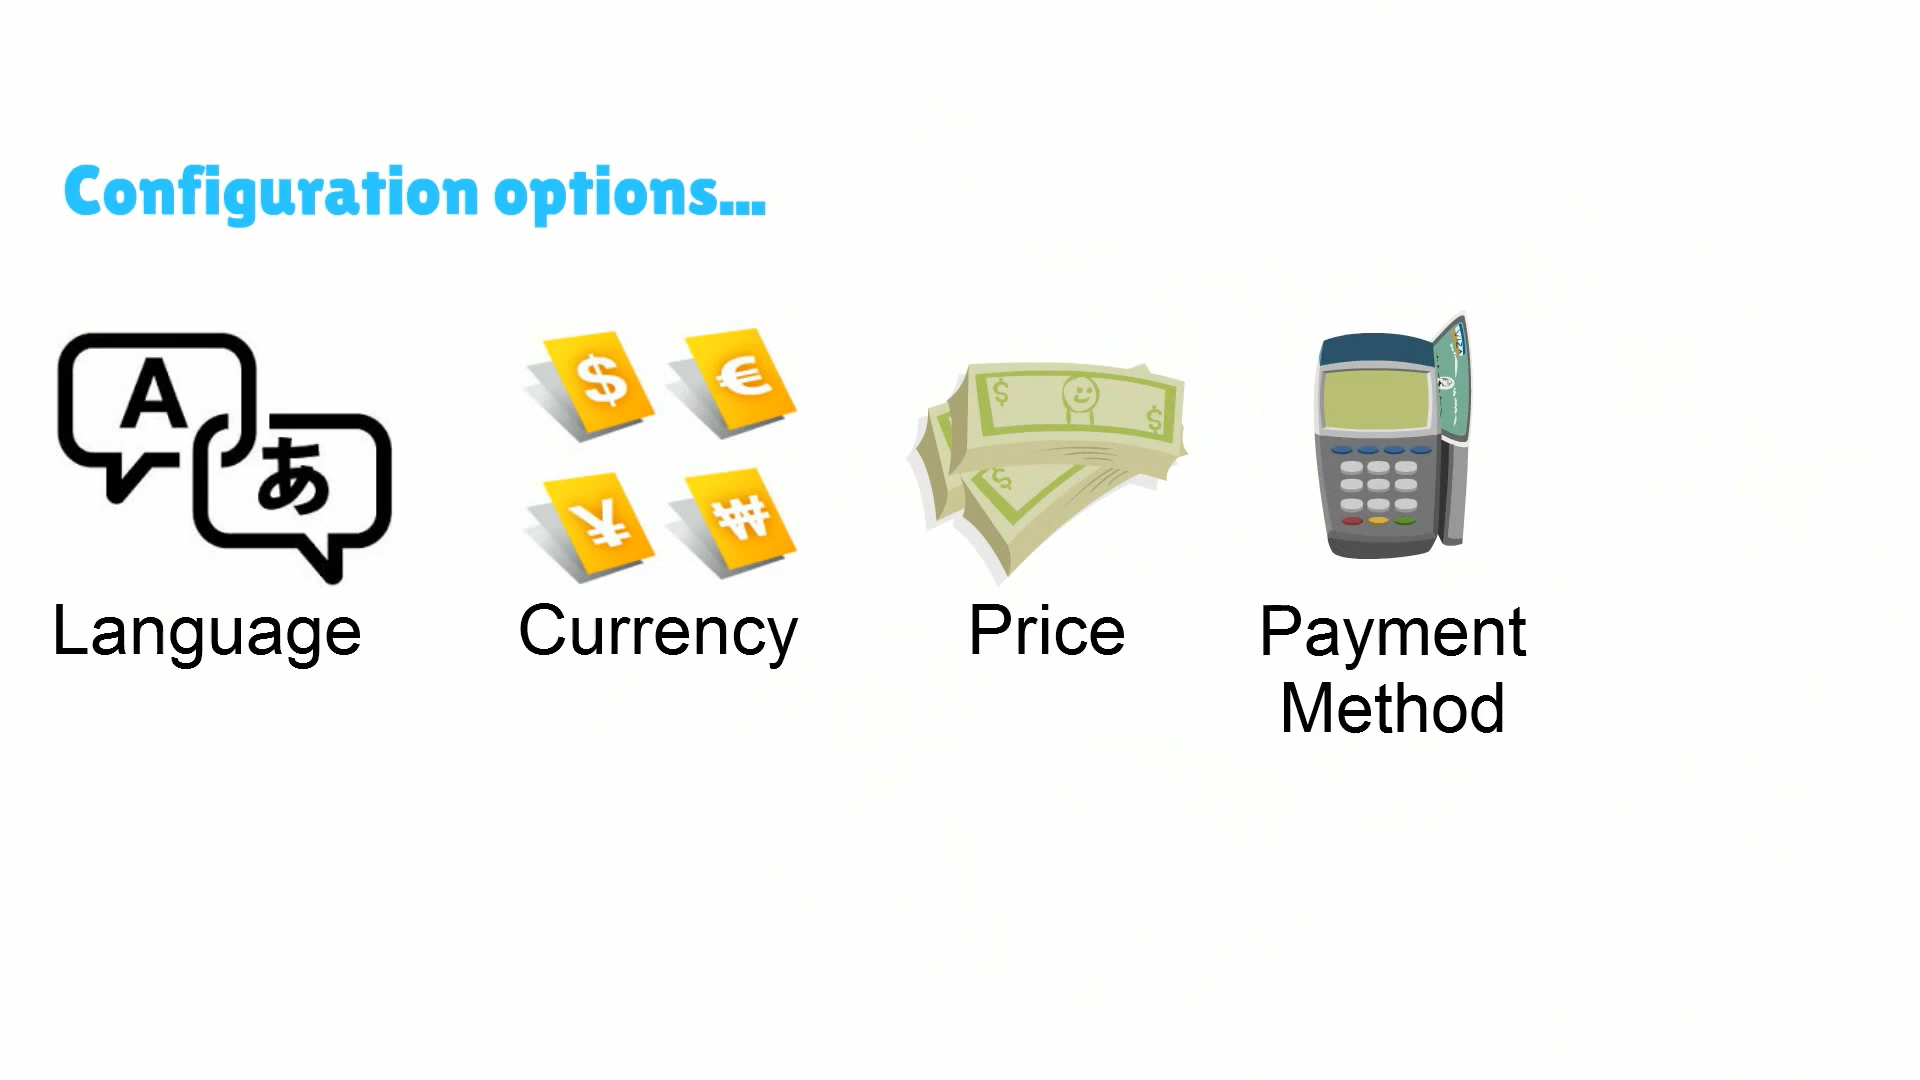 Configuration options...
A
あ
$ €
¥ ₩
$ $
$
Language
Currency
Price
Payment
Method